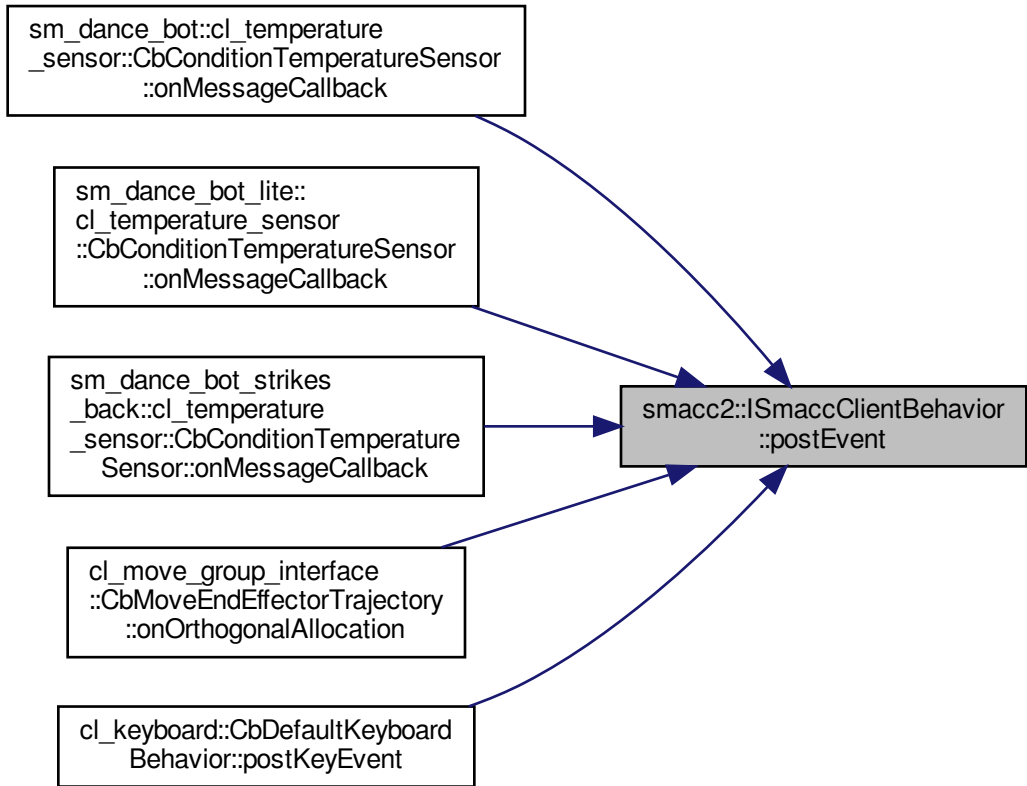 sm_dance_bot::cl_temperature
_sensor::CbConditionTemperatureSensor
::onMessageCallback
sm_dance_bot_lite::
cl_temperature_sensor
::CbConditionTemperatureSensor
::onMessageCallback
sm_dance_bot_strikes
_back::cl_temperature
_sensor::CbConditionTemperature
Sensor::onMessageCallback
cl_move_group_interface
::CbMoveEndEffectorTrajectory
::onOrthogonalAllocation
cl_keyboard::CbDefaultKeyboard
Behavior::postKeyEvent
smacc2::ISmaccClientBehavior
::postEvent